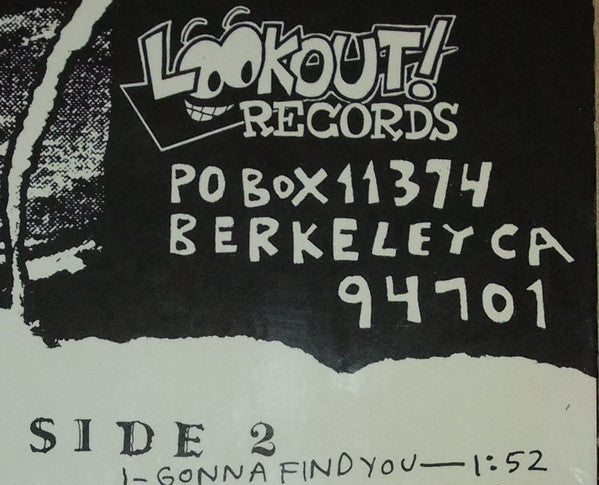 LOOKOUT!
RECORDS
PO BOX 11374
BERKELEY CA
94701
SIDE 2
1-GONNA FIND YOU—1:52